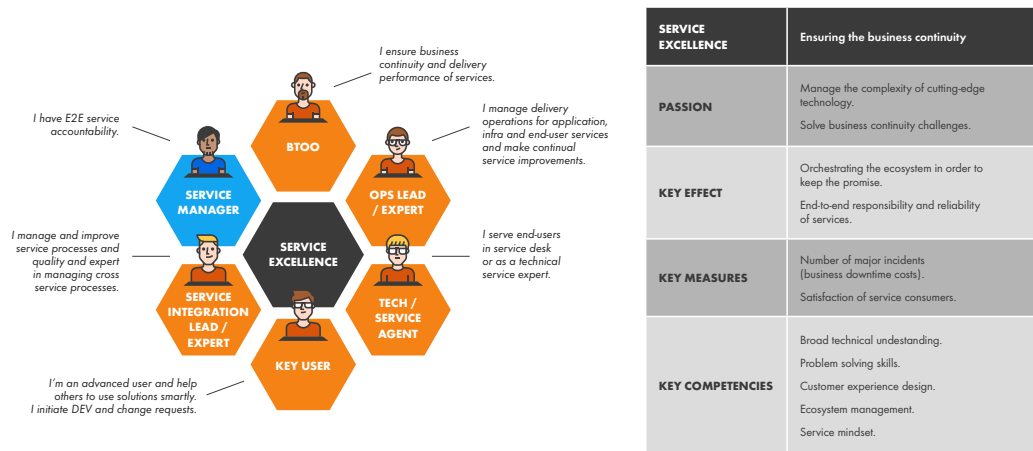 I ensure business
continuity and delivery
performance of services.
BTOO
I have E2E service
accountability.
SERVICE
MANAGER
I manage delivery
operations for application,
infra and end-user services
and make continual
service improvements.
OPS LEAD
/ EXPERT
SERVICE
EXCELLENCE
I manage and improve
service processes and
quality and expert
in managing cross
service processes.
SERVICE
INTEGRATION
LEAD /
EXPERT
I serve end-users
in service desk
or as a technical
service expert.
TECH /
SERVICE
AGENT
KEY USER
I'm an advanced user and help
others to use solutions smartly.
I initiate DEV and change requests.
SERVICE
EXCELLENCE
Ensuring the business continuity
PASSION
Manage the complexity of cutting-edge
technology.
Solve business continuity challenges.
KEY EFFECT
Orchestrating the ecosystem in order to
keep the promise.
End-to-end responsibility and reliability
of services.
KEY MEASURES
Number of major incidents
(business downtime costs).
Satisfaction of service consumers.
KEY COMPETENCIES
Broad technical undestanding.
Problem solving skills.
Customer experience design.
Ecosystem management.
Service mindset.